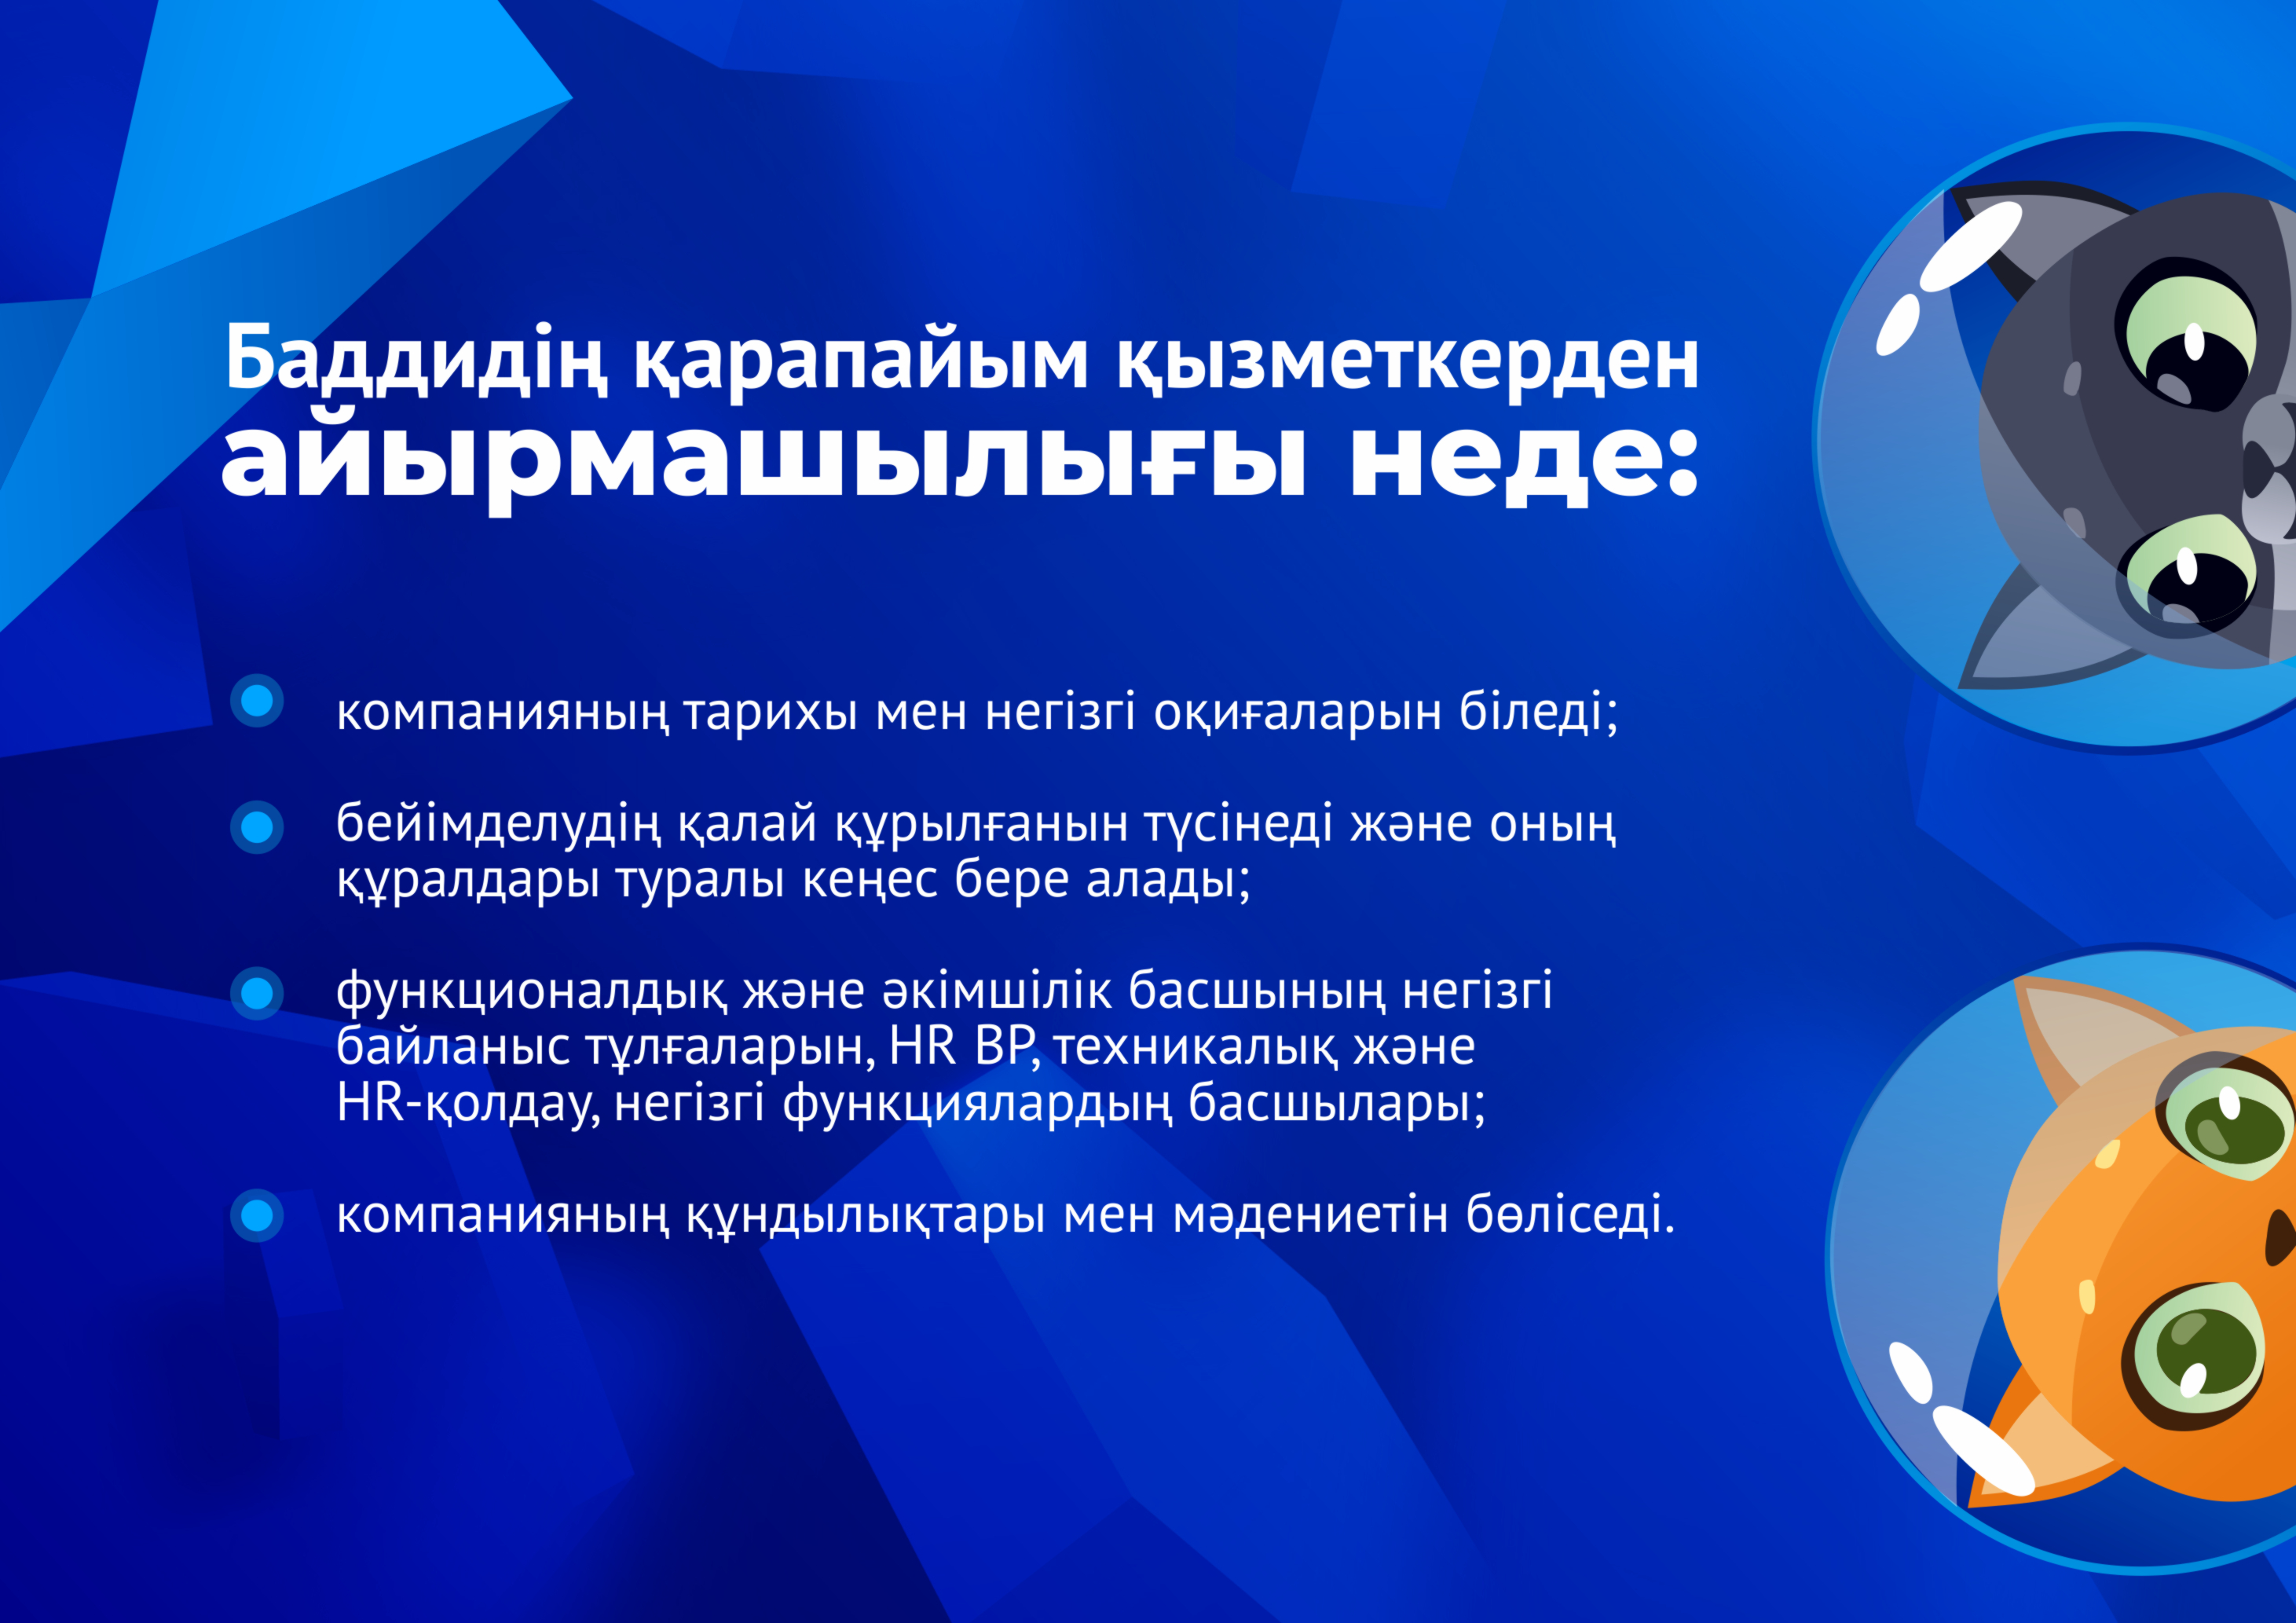 Баддидің қарапайым қызметкерден
айырмашылығы неде:
компанияның тарихы мен негізгі оқиғаларын біледі;
бейімделудің қалай құрылғанын түсінеді және оның
құралдары туралы кеңес бере алады;
функционалдық және әкімшілік басшының негізгі
байланыс тұлғаларын, HR BP, техникалық және
HR-қолдау, негізгі функциялардың басшылары;
компанияның құндылықтары мен мәдениетін бөліседі.